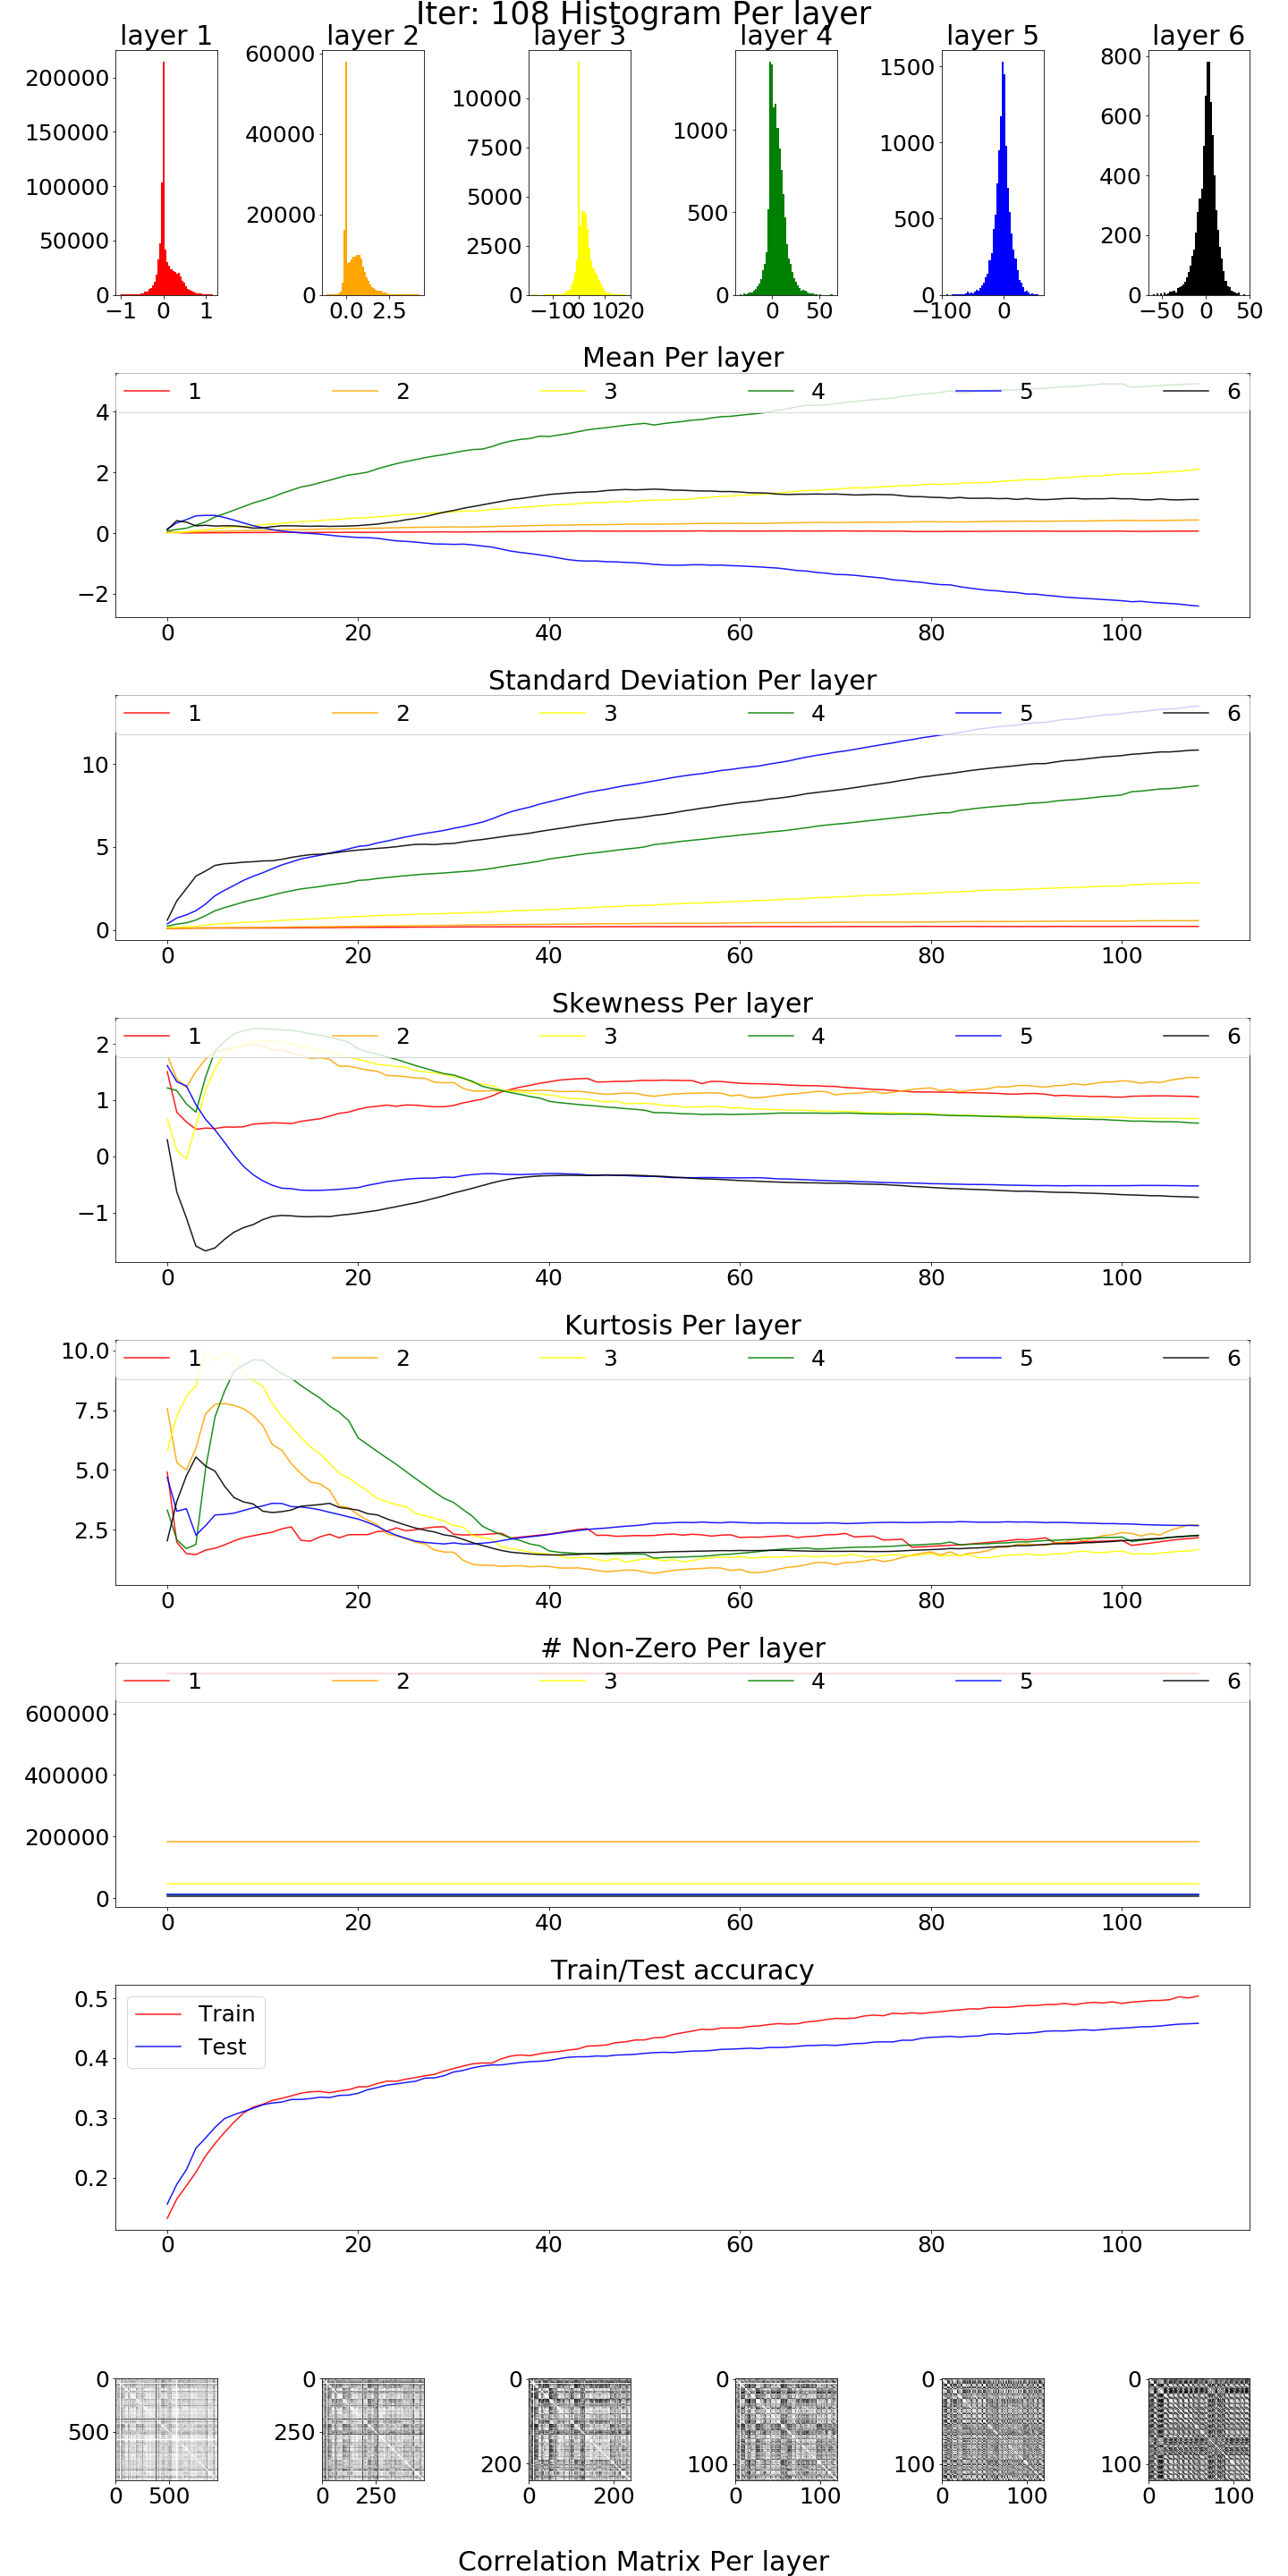 Iter: 108 Histogram Per layer
layer 1 layer 2 layer 3 layer 4 layer 5 layer 6
200000
150000
100000
50000
0
−1 0 1
60000
40000
20000
0
0.0 2.5
10000
7500
5000
2500
0
−10 0 10 20
1000
500
0
0 50
1500
1000
500
0
−100 0
800
600
400
200
0
−50 0 50
Mean Per layer
1 2 3 4 5 6
4
2
0
−2
0 20 40 60 80 100
Standard Deviation Per layer
1 2 3 4 5 6
10
5
0
0 20 40 60 80 100
Skewness Per layer
1 2 3 4 5 6
2
1
0
−1
0 20 40 60 80 100
Kurtosis Per layer
1 2 3 4 5 6
10.0
7.5
5.0
2.5
0 20 40 60 80 100
# Non-Zero Per layer
1 2 3 4 5 6
600000
400000
200000
0
0 20 40 60 80 100
Train/Test accuracy
Train
Test
0.5
0.4
0.3
0.2
0 20 40 60 80 100
0
500
0 500
0
250
0 250
0
200
0 200
0
100
0 100
0
100
0 100
0
100
0 100
Correlation Matrix Per layer